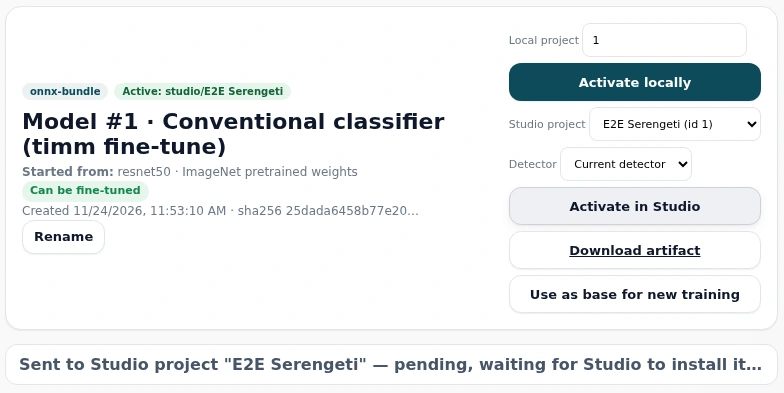 onnx-bundle Active: studio/E2E Serengeti
Model #1 · Conventional classifier
(timm fine-tune)
Started from: resnet50 · ImageNet pretrained weights
Can be fine-tuned
Created 11/24/2026, 11:53:10 AM · sha256 25dada6458b77e20…
Rename
Local project 1
Activate locally
Studio project E2E Serengeti (id 1)
Detector Current detector
Activate in Studio
Download artifact
Use as base for new training
Sent to Studio project "E2E Serengeti" — pending, waiting for Studio to install it…